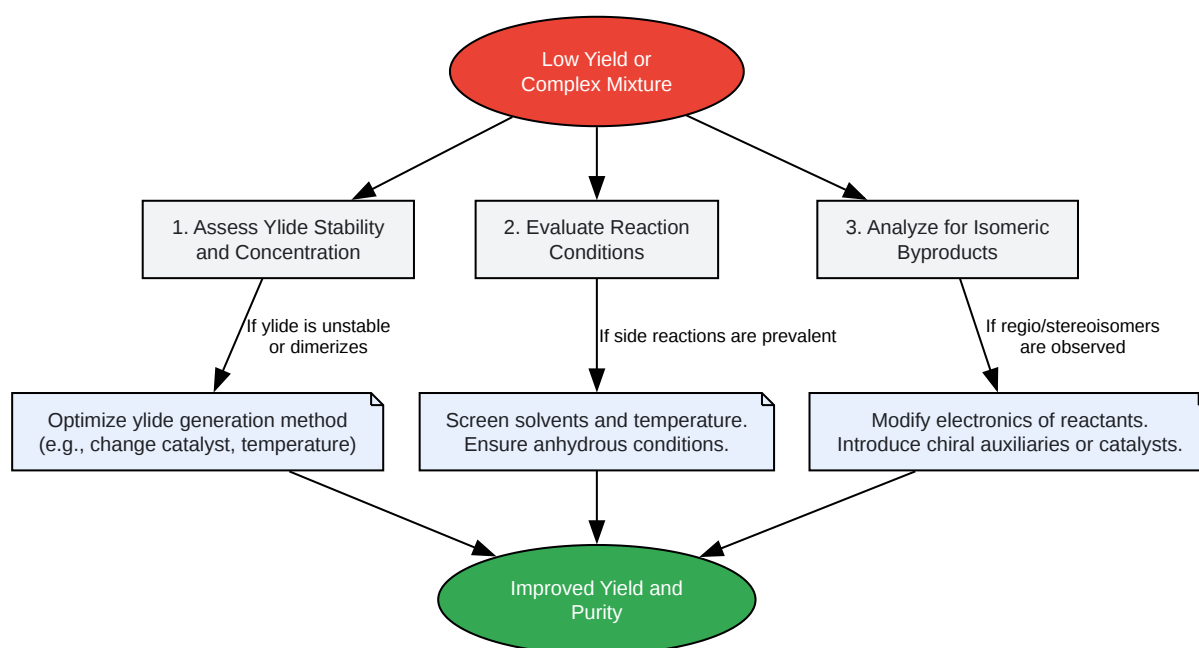 Low Yield or
Complex Mixture
1. Assess Ylide Stability
and Concentration
2. Evaluate Reaction
Conditions
3. Analyze for Isomeric
Byproducts
If ylide is unstable
or dimerizes
If side reactions are prevalent
If regio/stereoisomers
are observed
Optimize ylide generation method
(e.g., change catalyst, temperature)
Screen solvents and temperature.
Ensure anhydrous conditions.
Modify electronics of reactants.
Introduce chiral auxiliaries or catalysts.
Improved Yield and
Purity